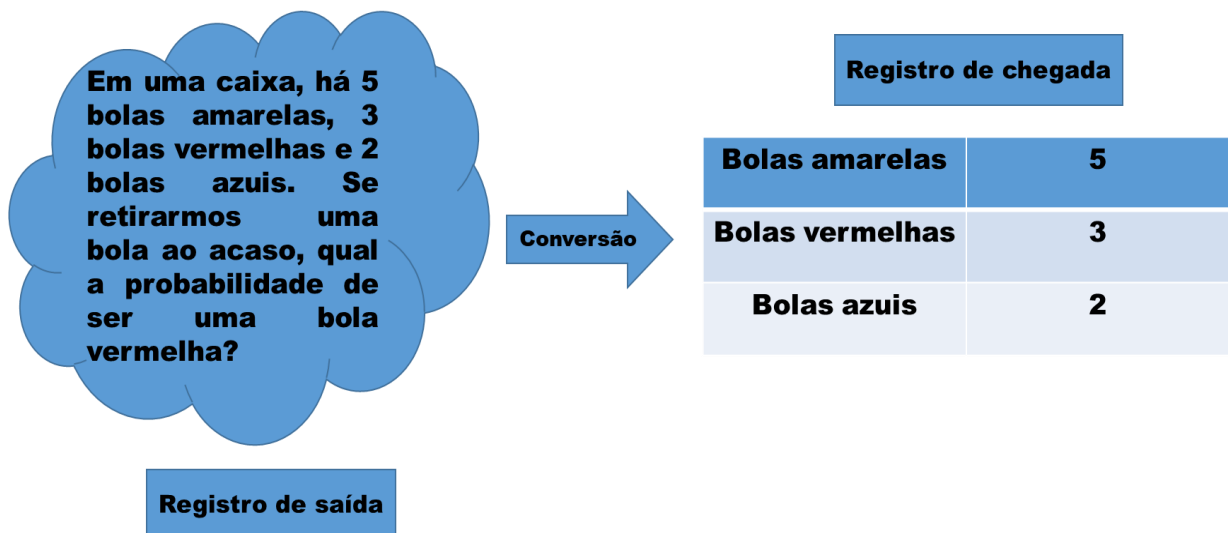 Em uma caixa, há 5
bolas amarelas, 3
bolas vermelhas e 2
bolas azuis. Se
retirarmos uma
bola ao acaso, qual
a probabilidade de
ser uma bola
vermelha?
Registro de saída
Conversão
Registro de chegada
Bolas amarelas 5
Bolas vermelhas 3
Bolas azuis 2